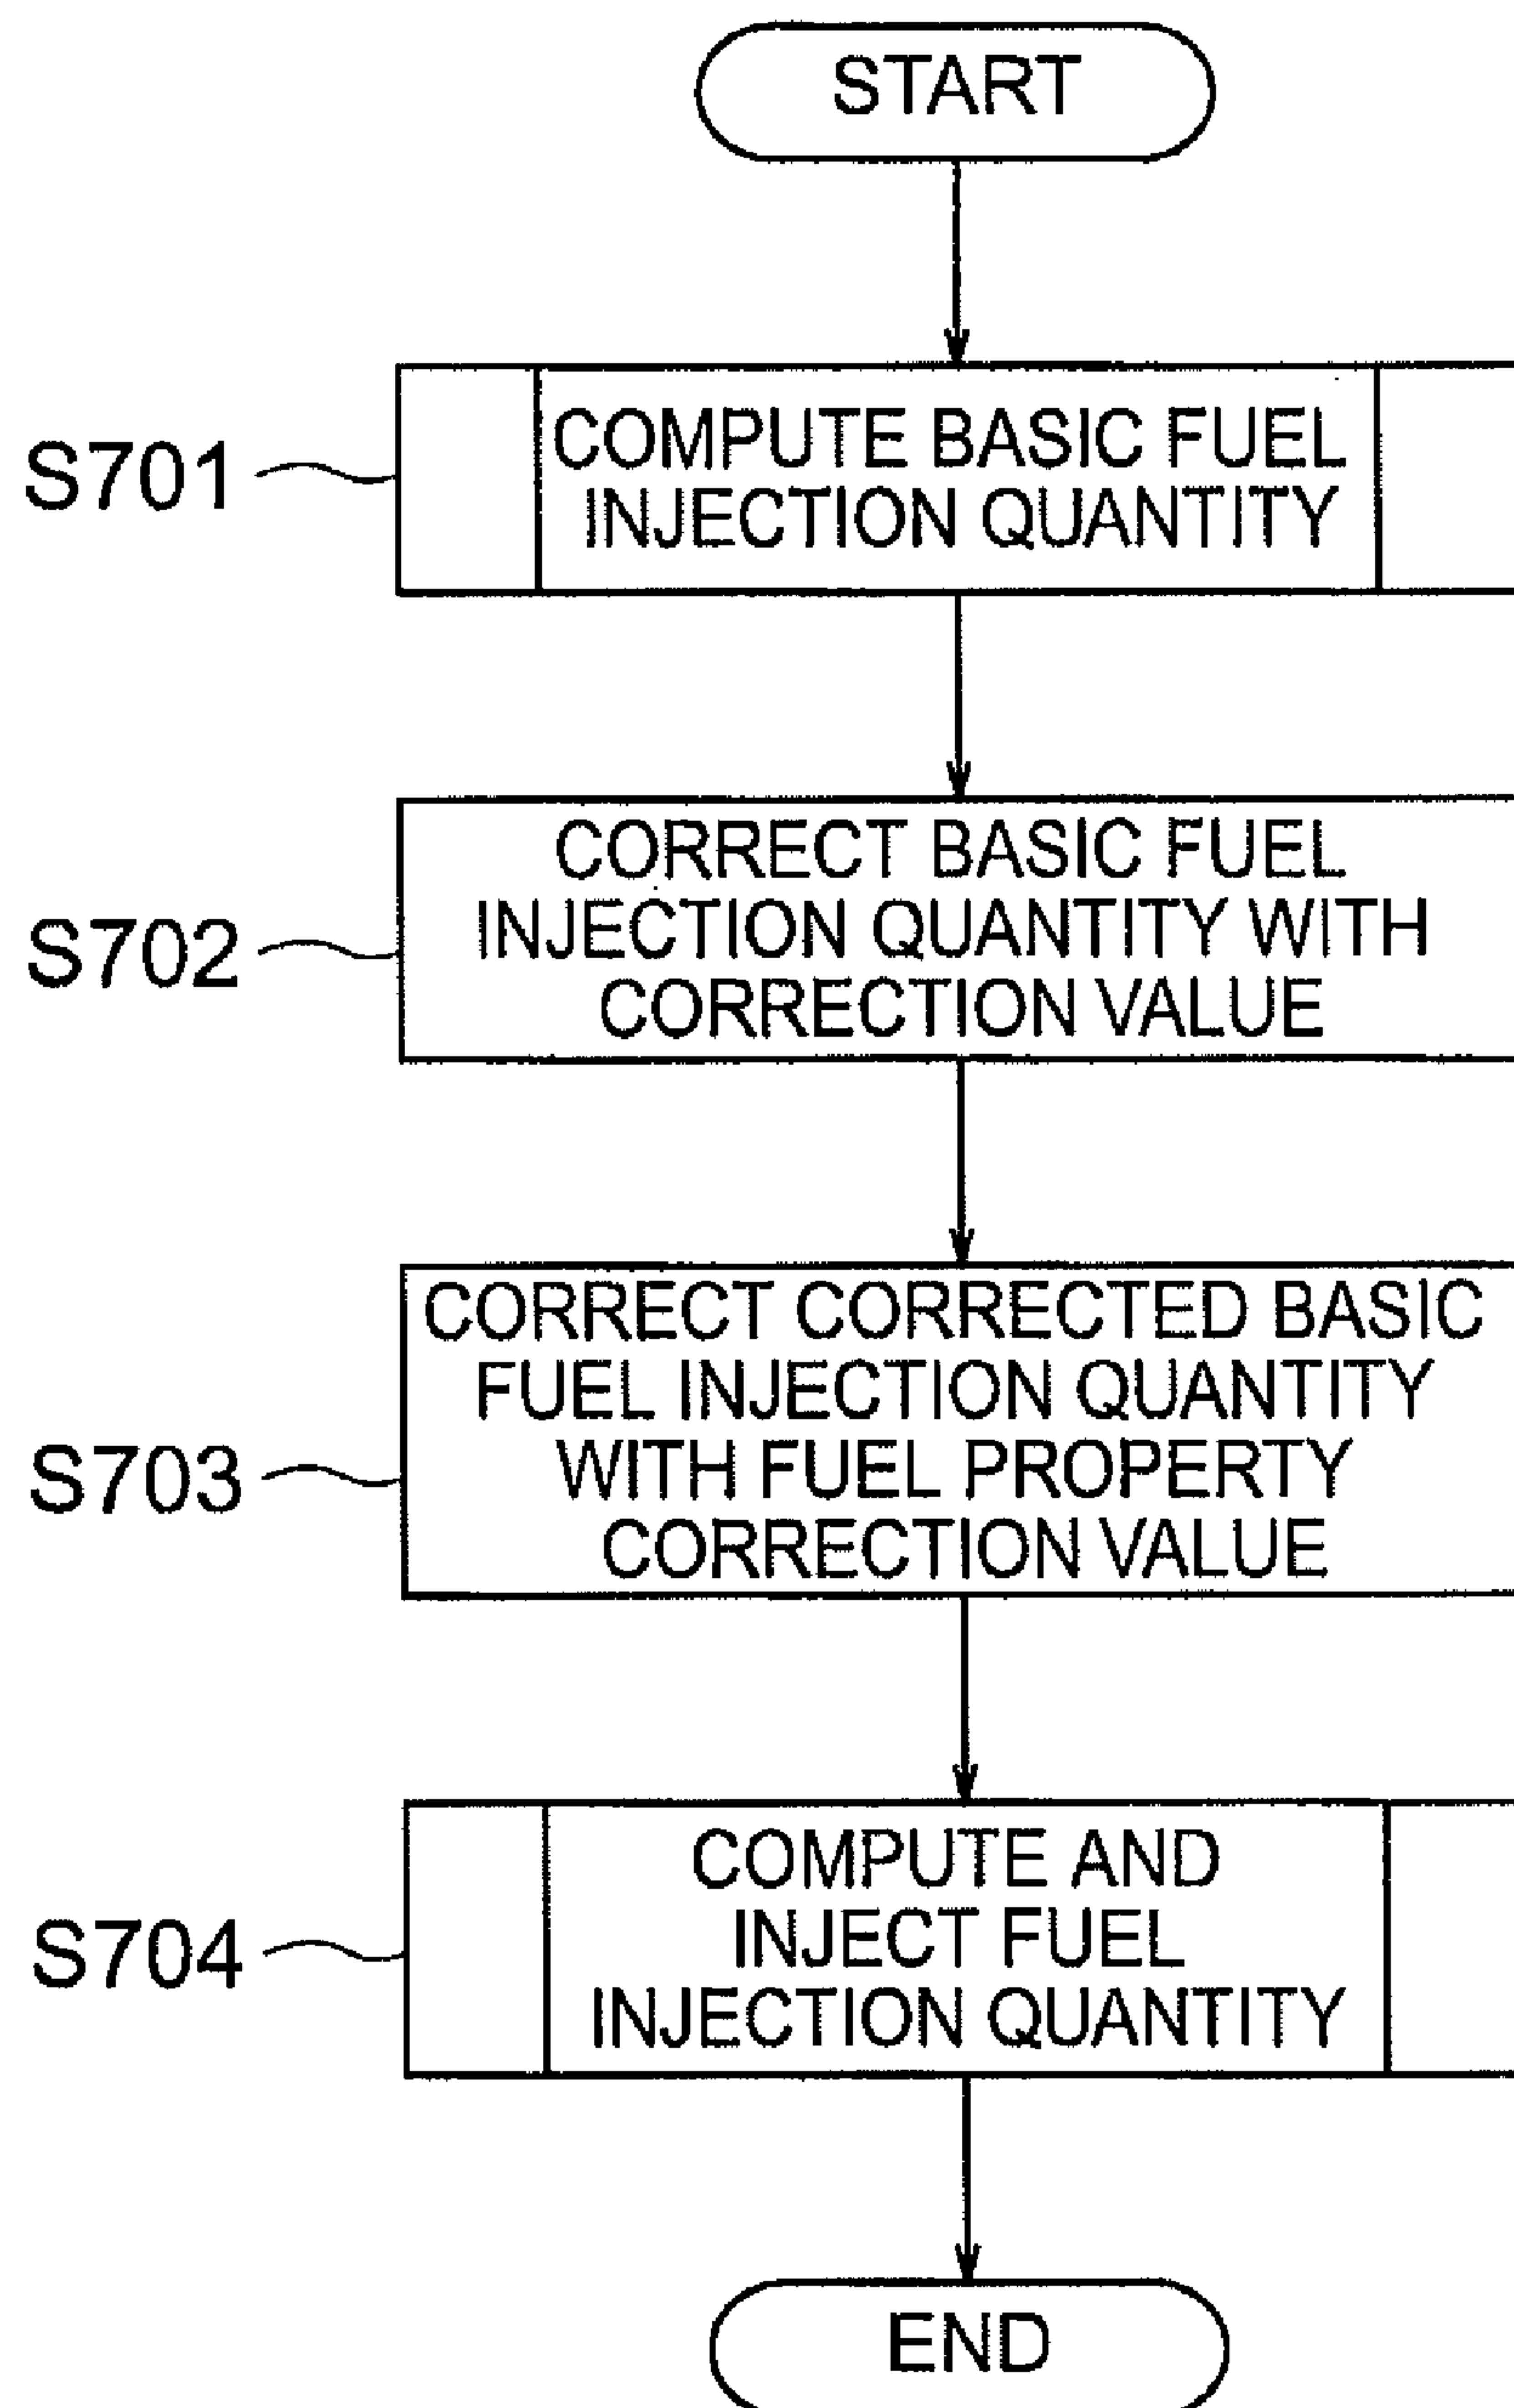 START
S701
COMPUTE BASIC FUEL
INJECTION QUANTITY
S702
CORRECT BASIC FUEL
INJECTION QUANTITY WITH
CORRECTION VALUE
S703
CORRECT CORRECTED BASIC
FUEL INJECTION QUANTITY
WITH FUEL PROPERTY
CORRECTION VALUE
S704
COMPUTE AND
INJECT FUEL
INJECTION QUANTITY
END